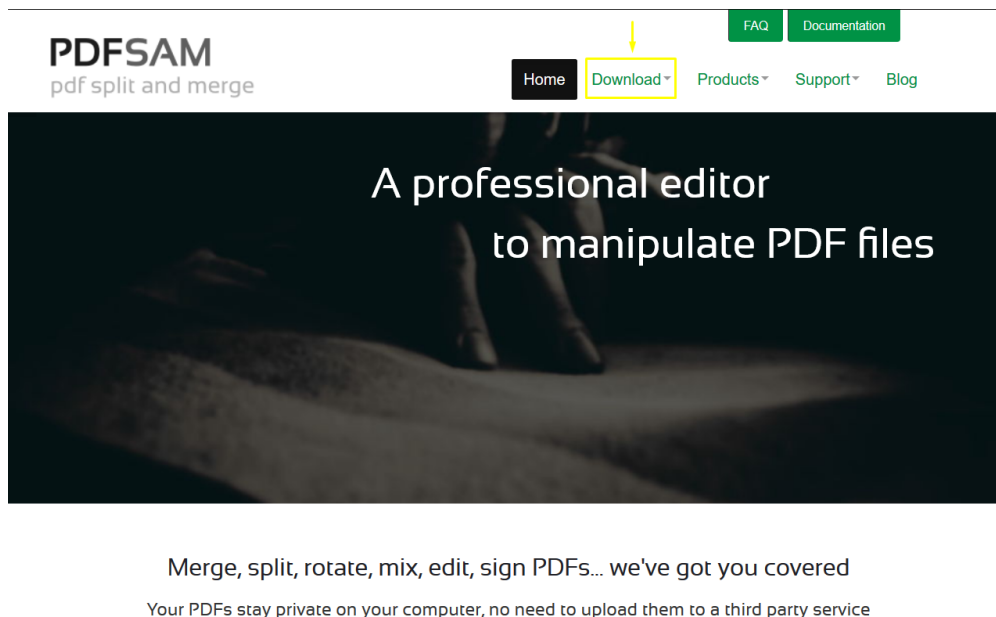 FAQ Documentation
PDFSAM
pdf split and merge
Home Download Products Support Blog
A professional editor
to manipulate PDF files
Merge, split, rotate, mix, edit, sign PDFs... we've got you covered
Your PDFs stay private on your computer, no need to upload them to a third party service